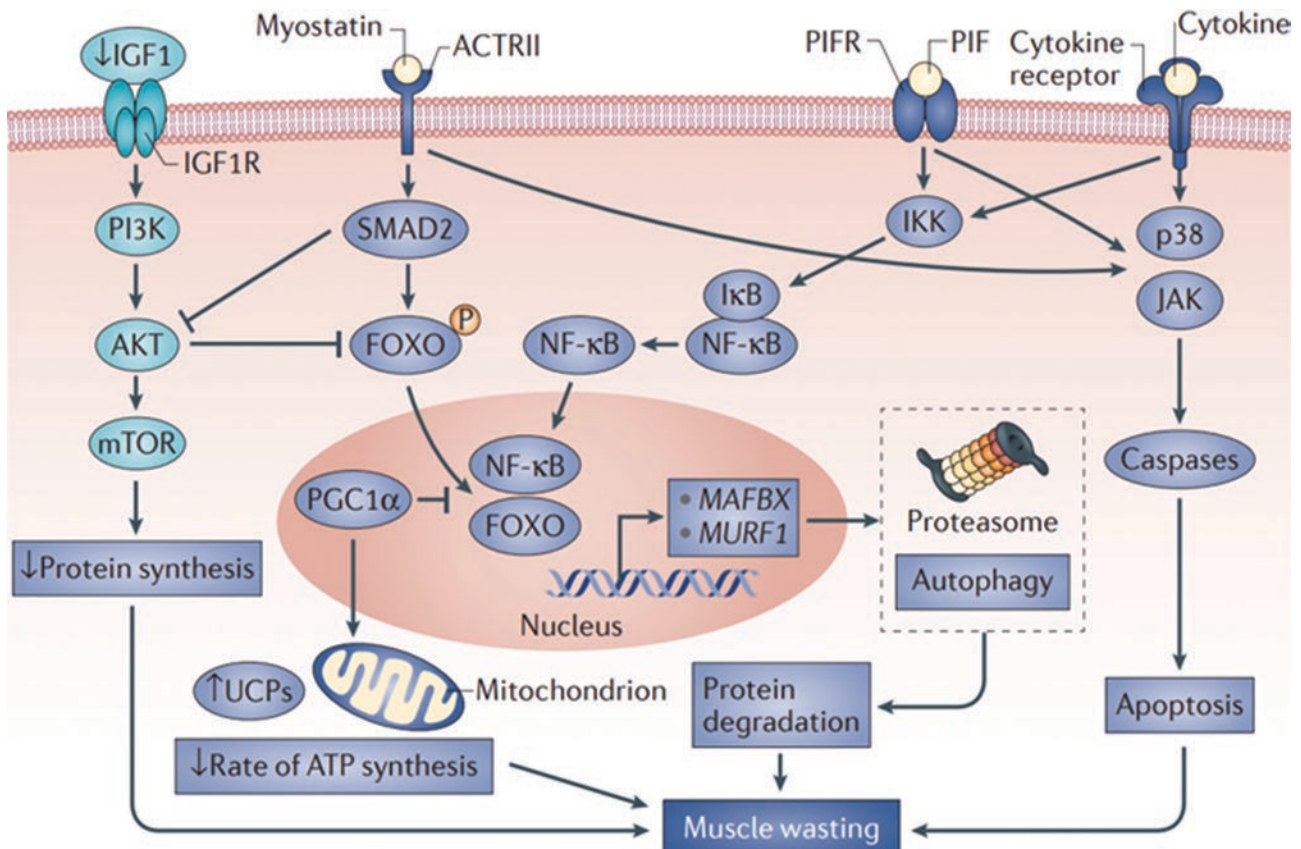 Myostatin
ACTRII
PIFR
PIF
Cytokine
Cytokine
receptor
↓IGF1
IGF1R
PI3K
SMAD2
IKK
p38
JAK
IκB
NF-κB
NF-κB
AKT
FOXO
P
mTOR
NF-κB
FOXO
PGC1α
• MAFBX
• MURF1
Nucleus
Proteasome
Autophagy
Caspases
↓Protein synthesis
↑UCPs
Mitochondrion
Protein
degradation
Apoptosis
↓Rate of ATP synthesis
Muscle wasting